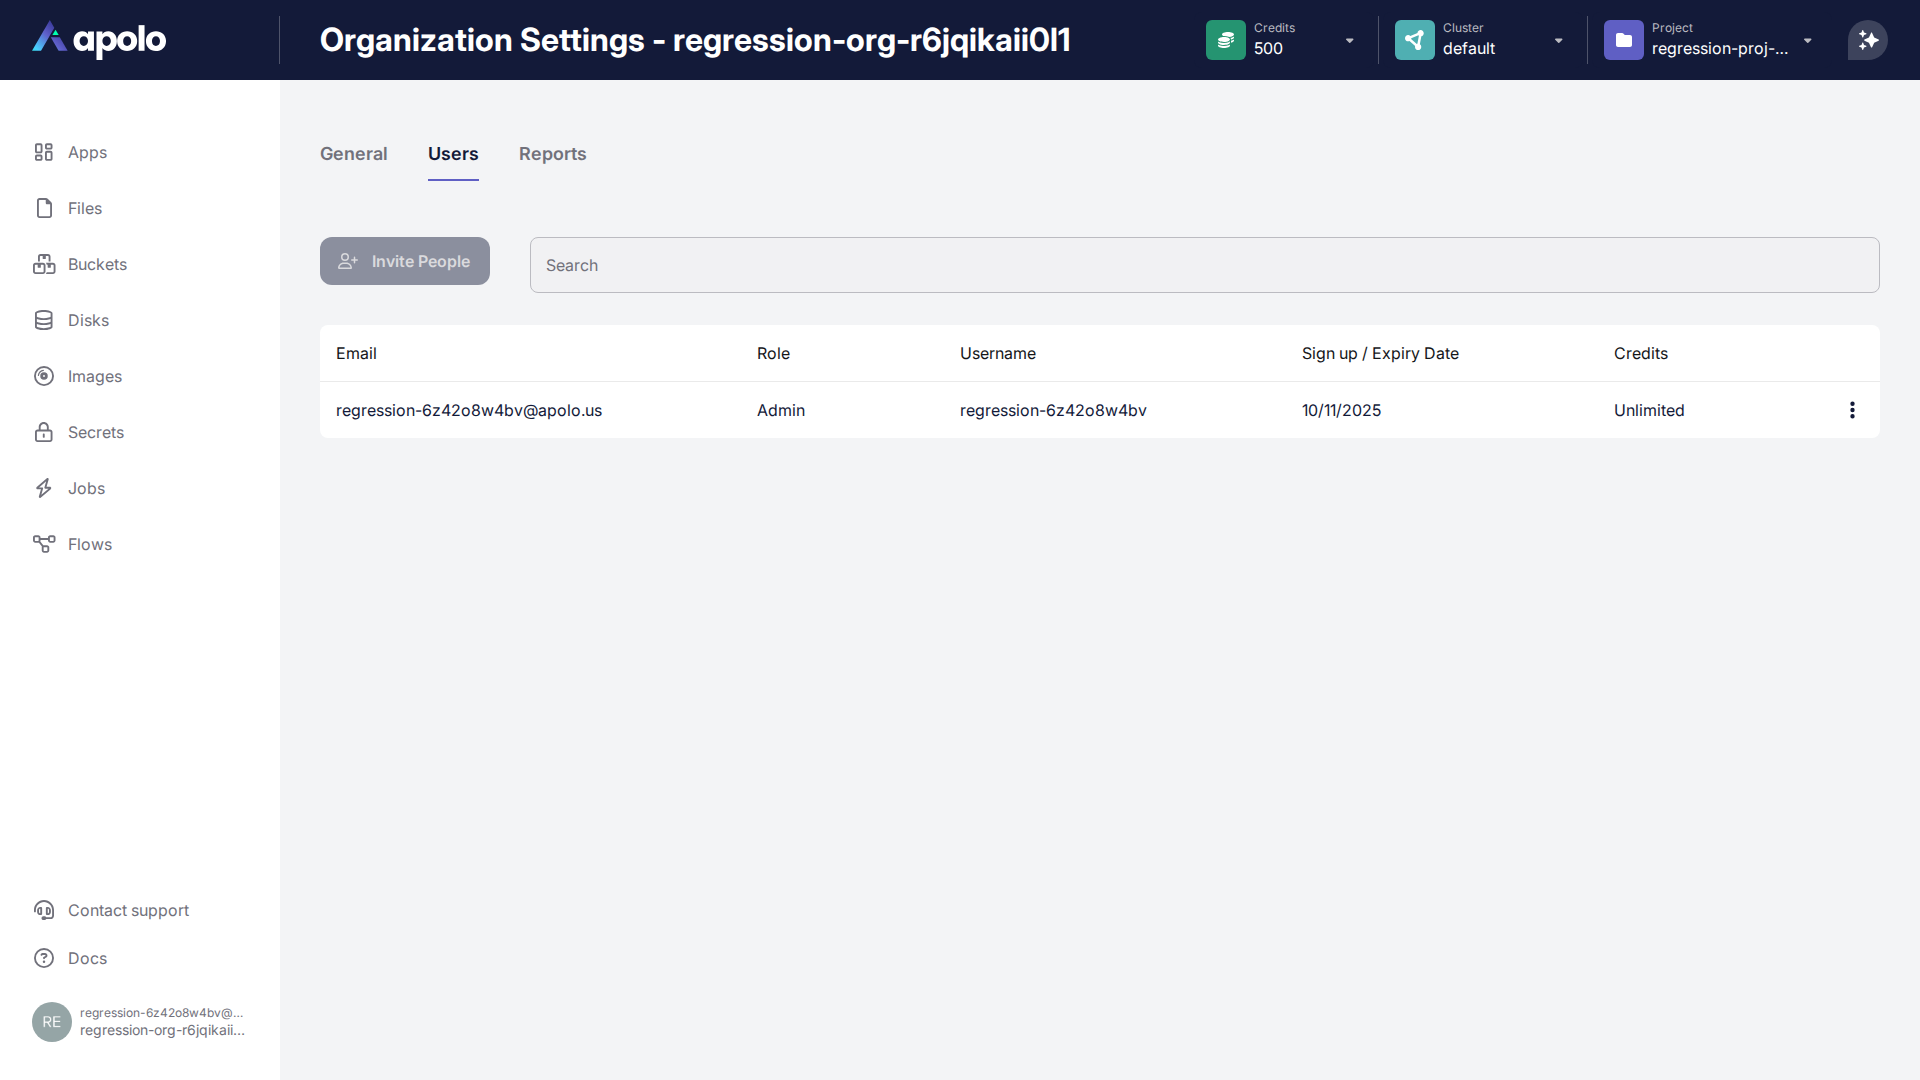 apolo
Organization Settings - regression-org-r6jqikaii0l1
Credits
500
Cluster
default
Project
regression-proj-...
Apps
Files
Buckets
Disks
Images
Secrets
Jobs
Flows
General Users Reports
Invite People
Search
Email Role Username Sign up / Expiry Date Credits
regression-6z42o8w4bv@apolo.us Admin regression-6z42o8w4bv 10/11/2025 Unlimited
Contact support
Docs
RE
regression-6z42o8w4bv@...
regression-org-r6jqikaii...